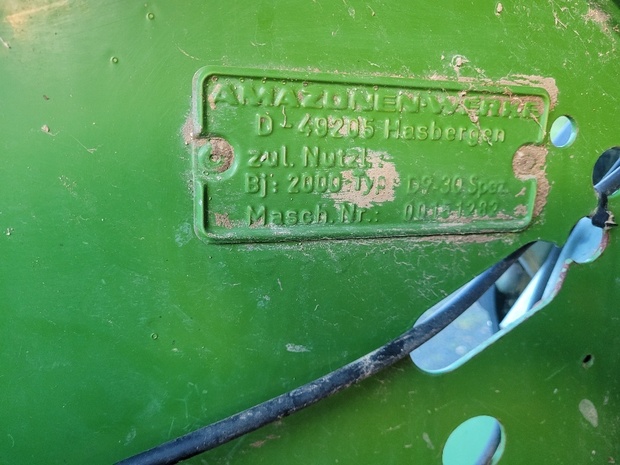 AMAZONEN-WERKE
D-49205 Hasbergen
zul. Nutzl.
Bj: 2000 Typ D9-30 Spez.
Masch. Nr.: